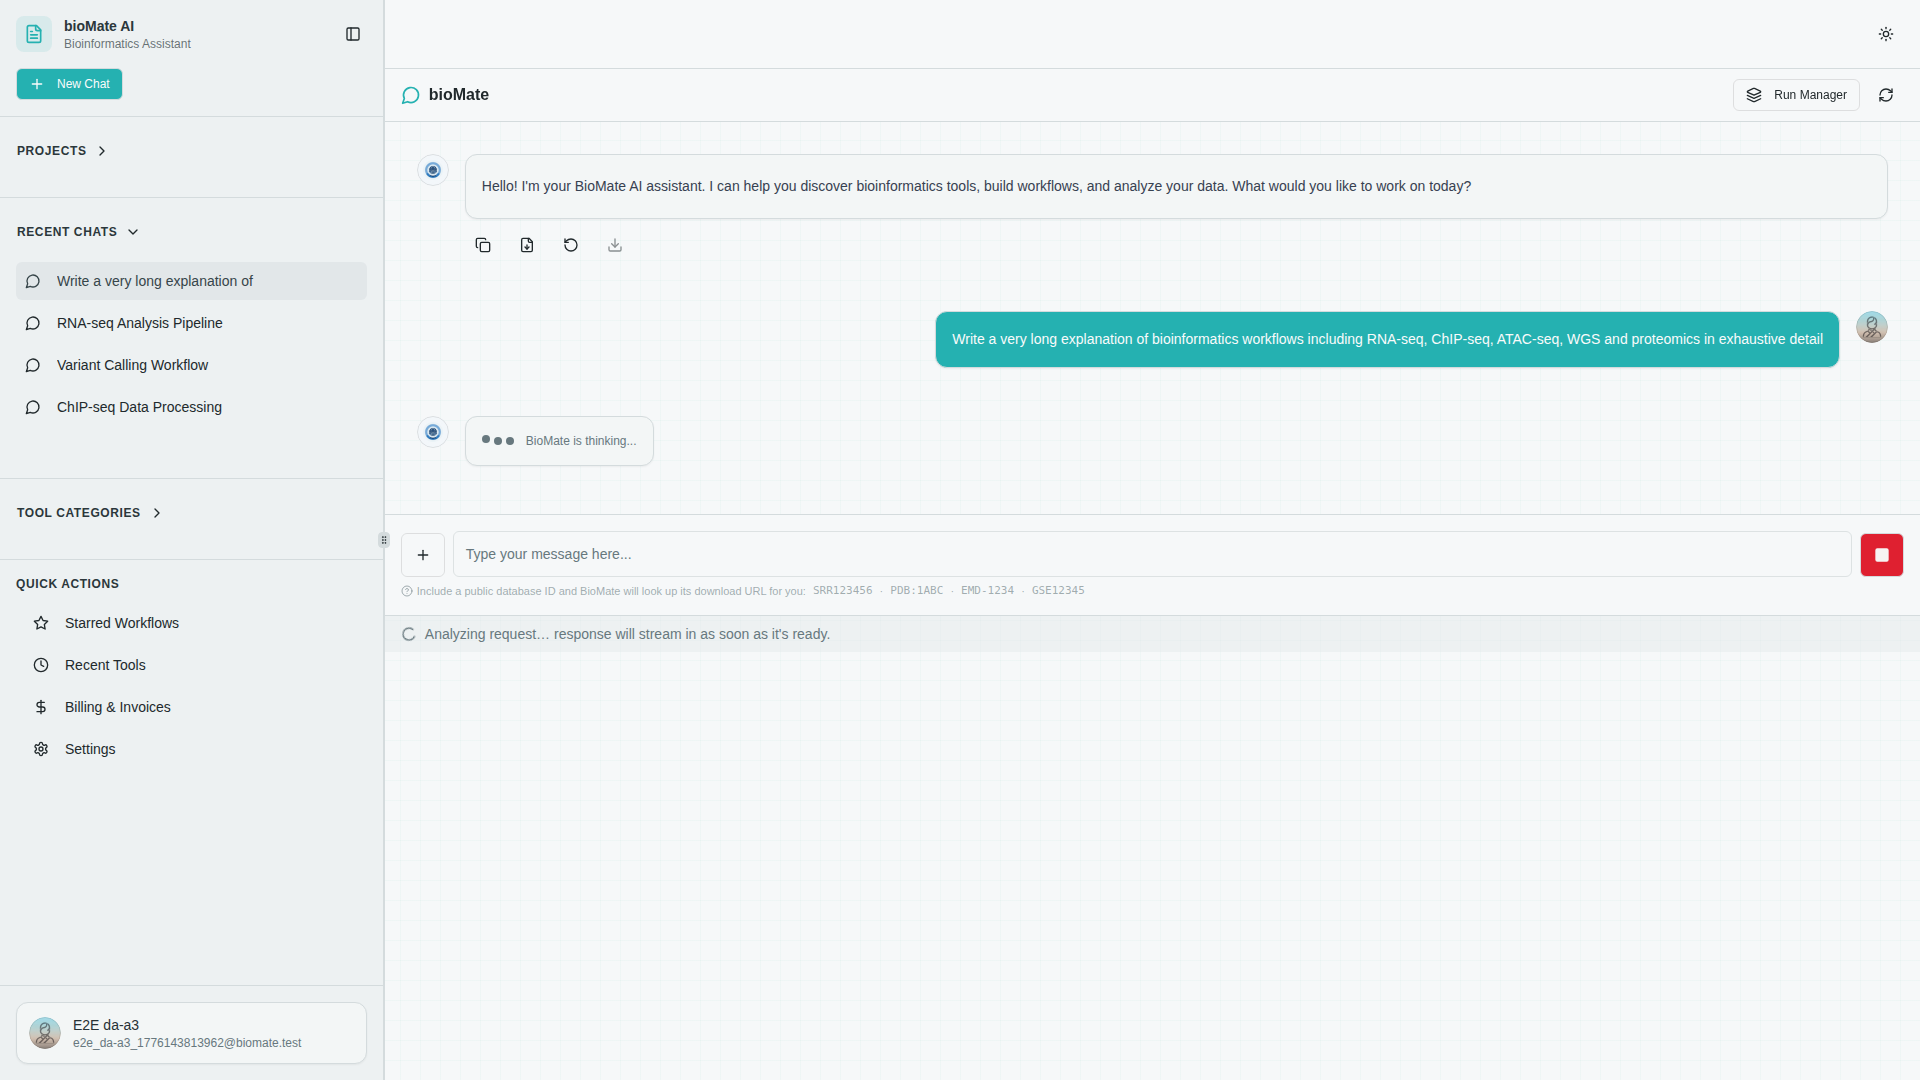 bioMate AI
Bioinformatics Assistant
New Chat
PROJECTS
RECENT CHATS
Write a very long explanation of
RNA-seq Analysis Pipeline
Variant Calling Workflow
ChIP-seq Data Processing
TOOL CATEGORIES
QUICK ACTIONS
Starred Workflows
Recent Tools
Billing & Invoices
Settings
E2E da-a3
e2e_da-a3_1776143813962@biomate.test
bioMate
Run Manager
Hello! I'm your BioMate AI assistant. I can help you discover bioinformatics tools, build workflows, and analyze your data. What would you like to work on today?
Write a very long explanation of bioinformatics workflows including RNA-seq, ChIP-seq, ATAC-seq, WGS and proteomics in exhaustive detail
BioMate is thinking...
Type your message here...
Include a public database ID and BioMate will look up its download URL for you: SRR123456 · PDB:1ABC · EMD-1234 · GSE12345
Analyzing request… response will stream in as soon as it's ready.